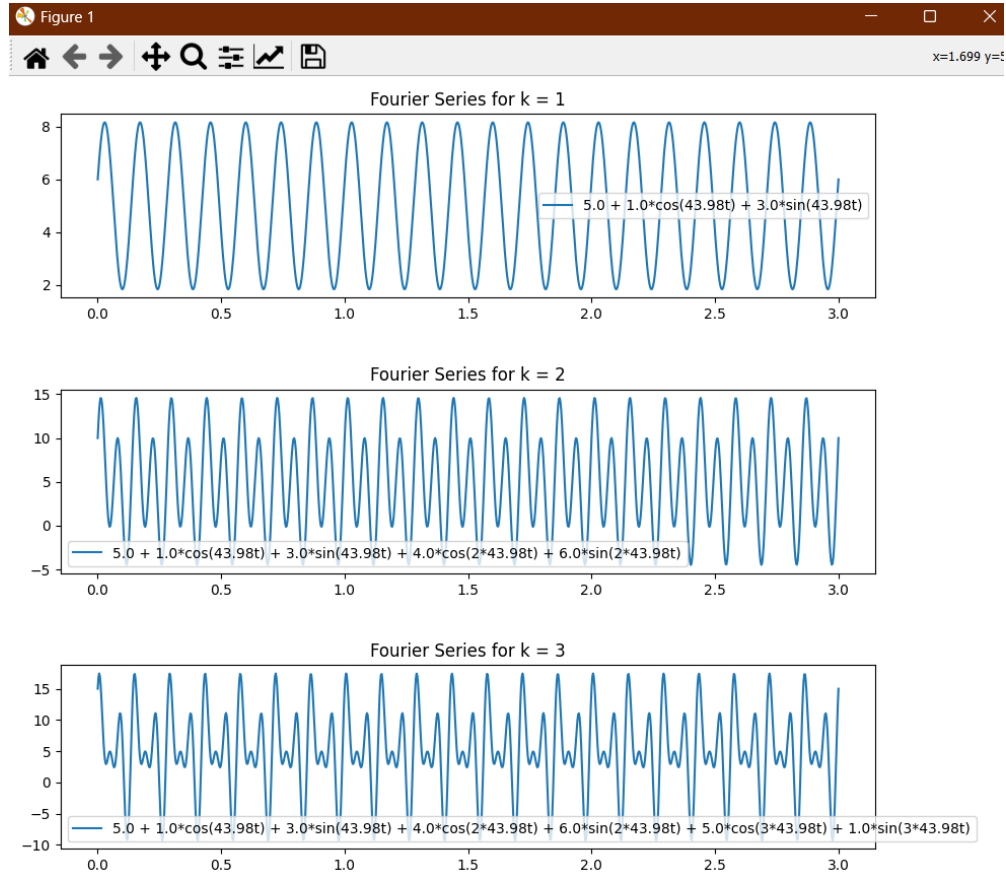 Figure 1
x=1.699 y=5
Fourier Series for k = 1
8
6
4
2
5.0 + 1.0*cos(43.98t) + 3.0*sin(43.98t)
0.0 0.5 1.0 1.5 2.0 2.5 3.0
Fourier Series for k = 2
15
10
5
0
−5
5.0 + 1.0*cos(43.98t) + 3.0*sin(43.98t) + 4.0*cos(2*43.98t) + 6.0*sin(2*43.98t)
0.0 0.5 1.0 1.5 2.0 2.5 3.0
Fourier Series for k = 3
15
10
5
0
−5
−10
5.0 + 1.0*cos(43.98t) + 3.0*sin(43.98t) + 4.0*cos(2*43.98t) + 6.0*sin(2*43.98t) + 5.0*cos(3*43.98t) + 1.0*sin(3*43.98t)
0.0 0.5 1.0 1.5 2.0 2.5 3.0